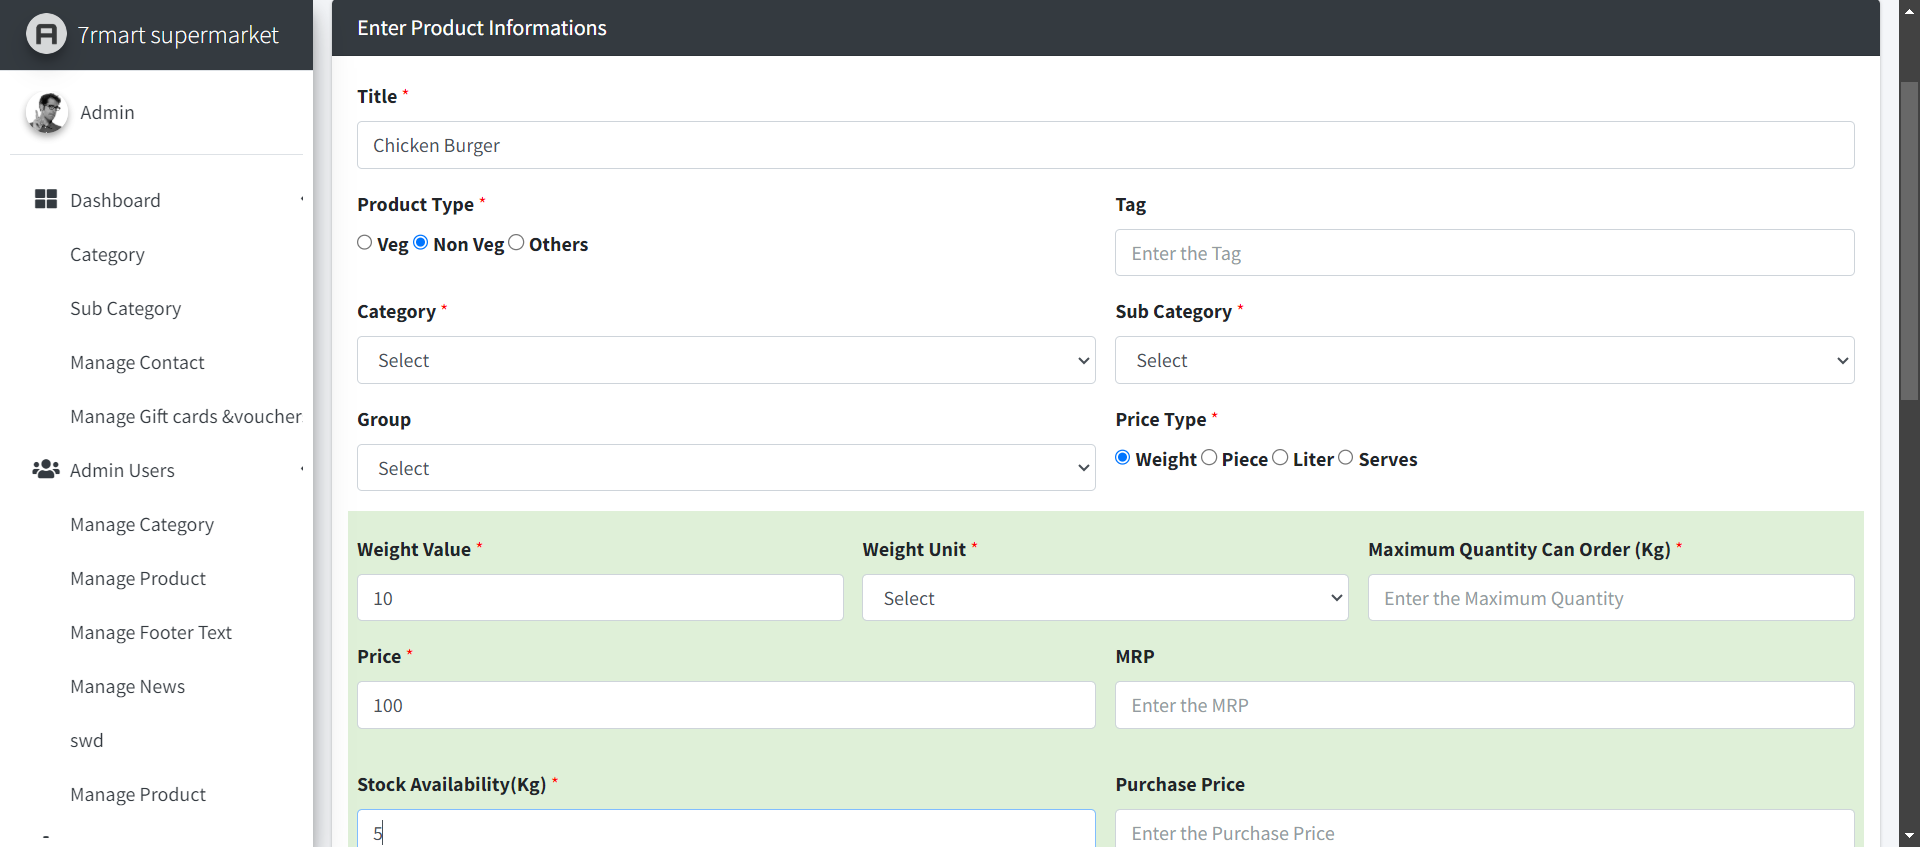 7rmart supermarket
Admin
Dashboard
Category
Sub Category
Manage Contact
Manage Gift cards &voucher
Admin Users
Manage Category
Manage Product
Manage Footer Text
Manage News
swd
Manage Product
Enter Product Informations
Title *
Chicken Burger
Product Type *
Veg Non Veg Others
Tag
Enter the Tag
Category *
Select
Sub Category *
Select
Group
Select
Price Type *
Weight Piece Liter Serves
Weight Value *
10
Weight Unit *
Select
Maximum Quantity Can Order (Kg) *
Enter the Maximum Quantity
Price *
100
MRP
Enter the MRP
Stock Availability(Kg) *
5
Purchase Price
Enter the Purchase Price